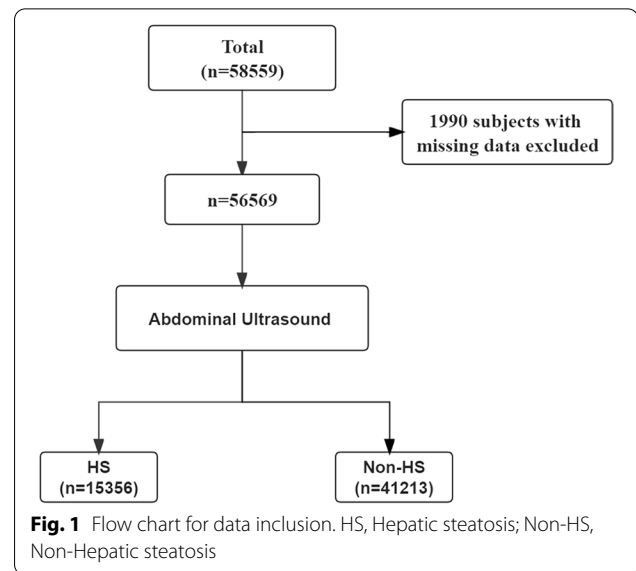 Total
(n=58559)
1990 subjects with
missing data excluded
n=56569
Abdominal Ultrasound
HS
(n=15356)
Non-HS
(n=41213)
Fig. 1 Flow chart for data inclusion. HS, Hepatic steatosis; Non-HS,
Non-Hepatic steatosis